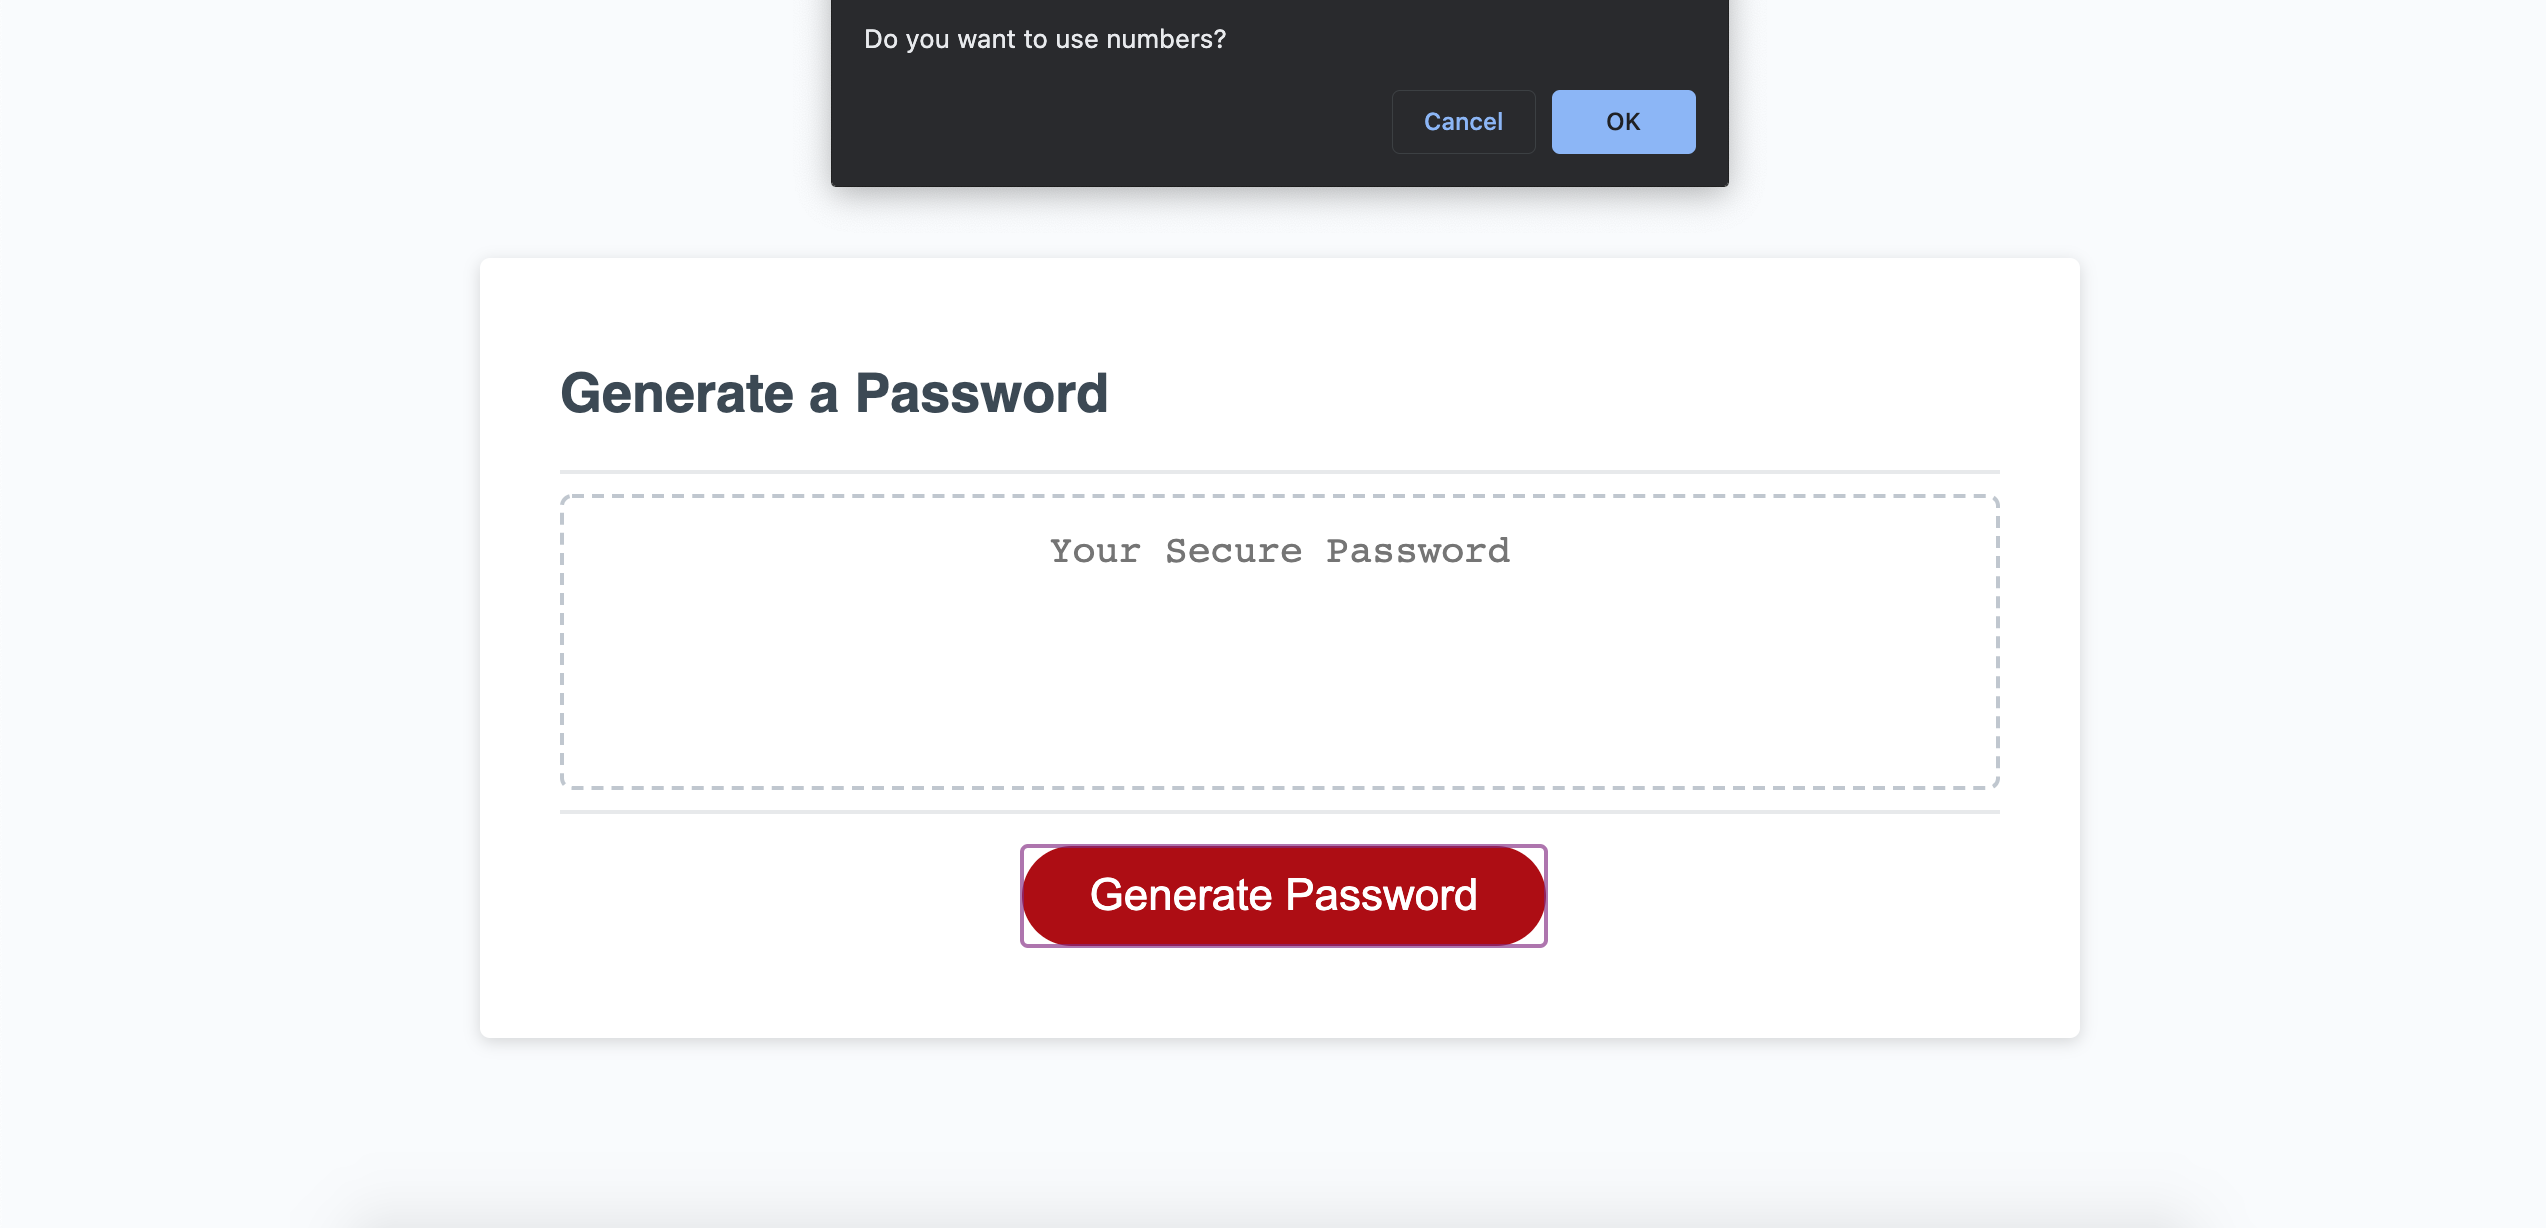 Do you want to use numbers?
Cancel OK
Generate a Password
Your Secure Password
Generate Password